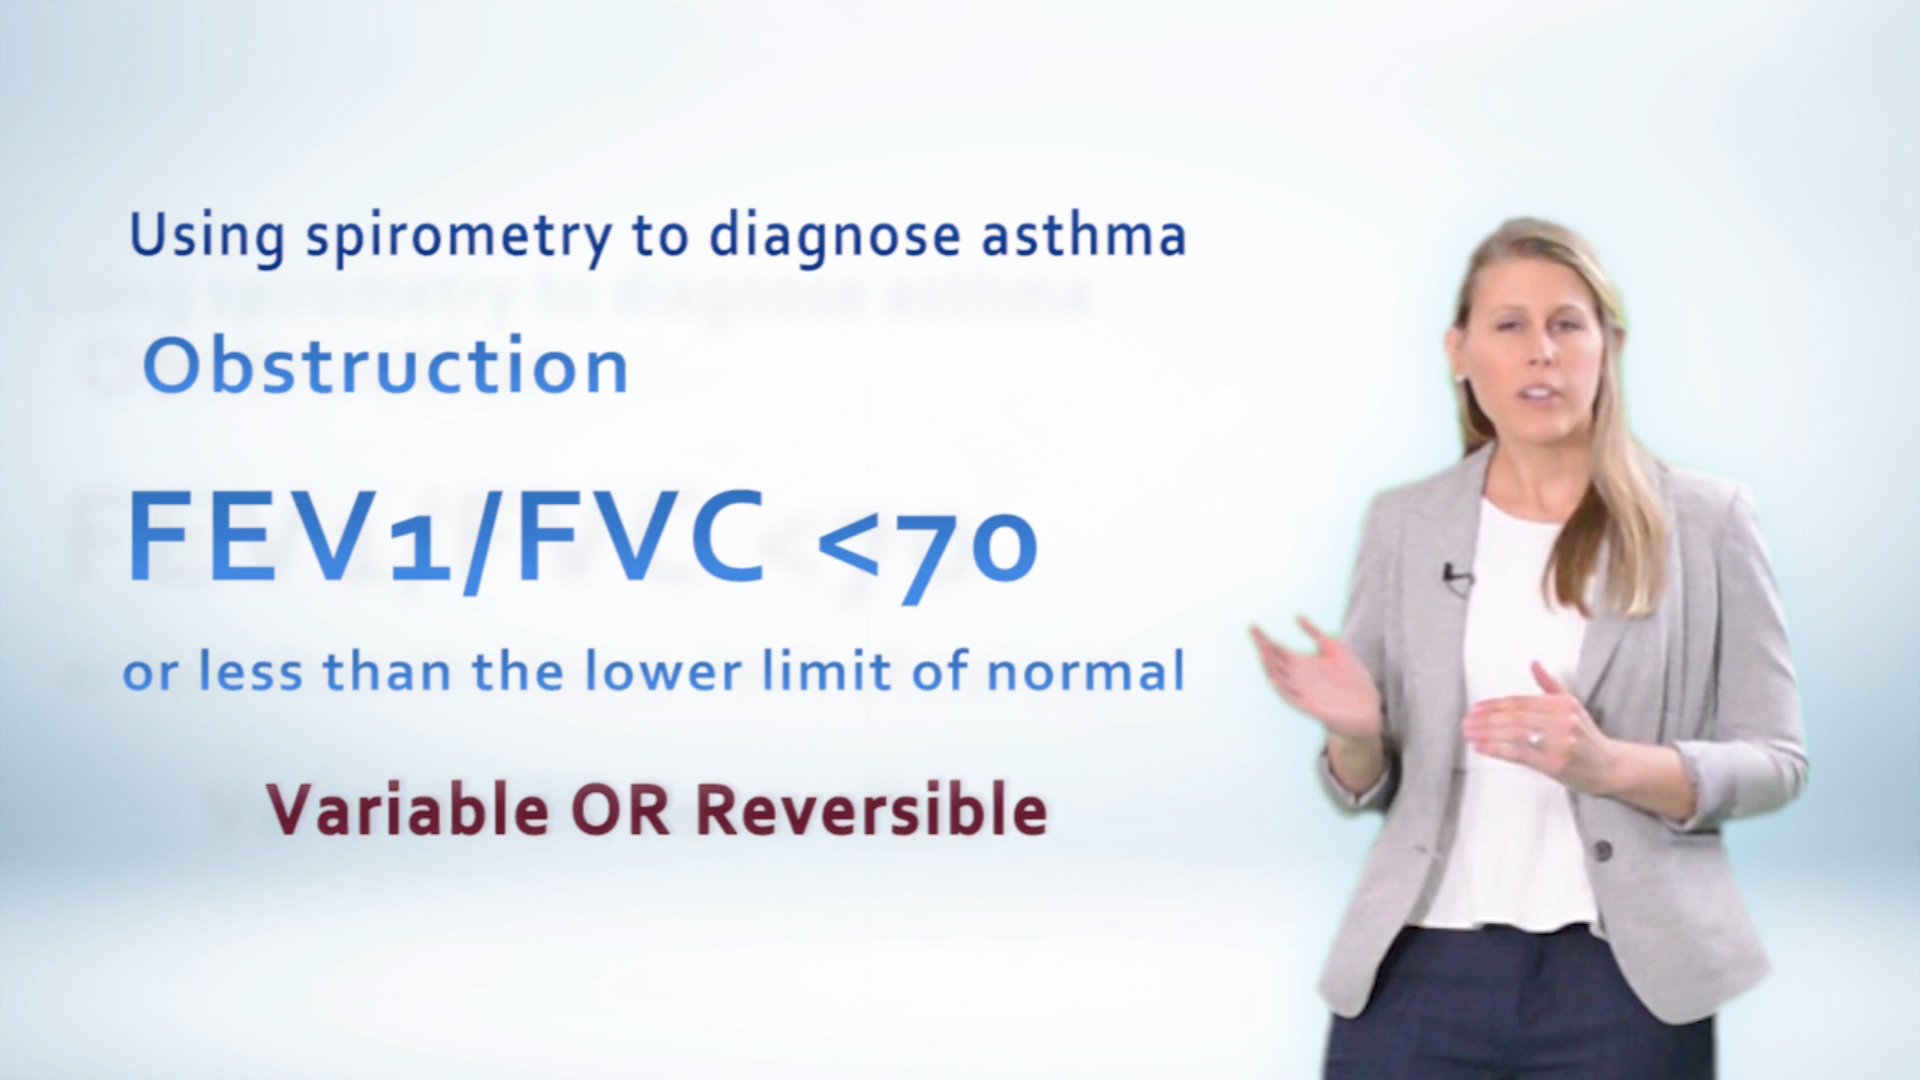 Using spirometry to diagnose asthma
Obstruction
FEV1/FVC <70
or less than the lower limit of normal
Variable OR Reversible